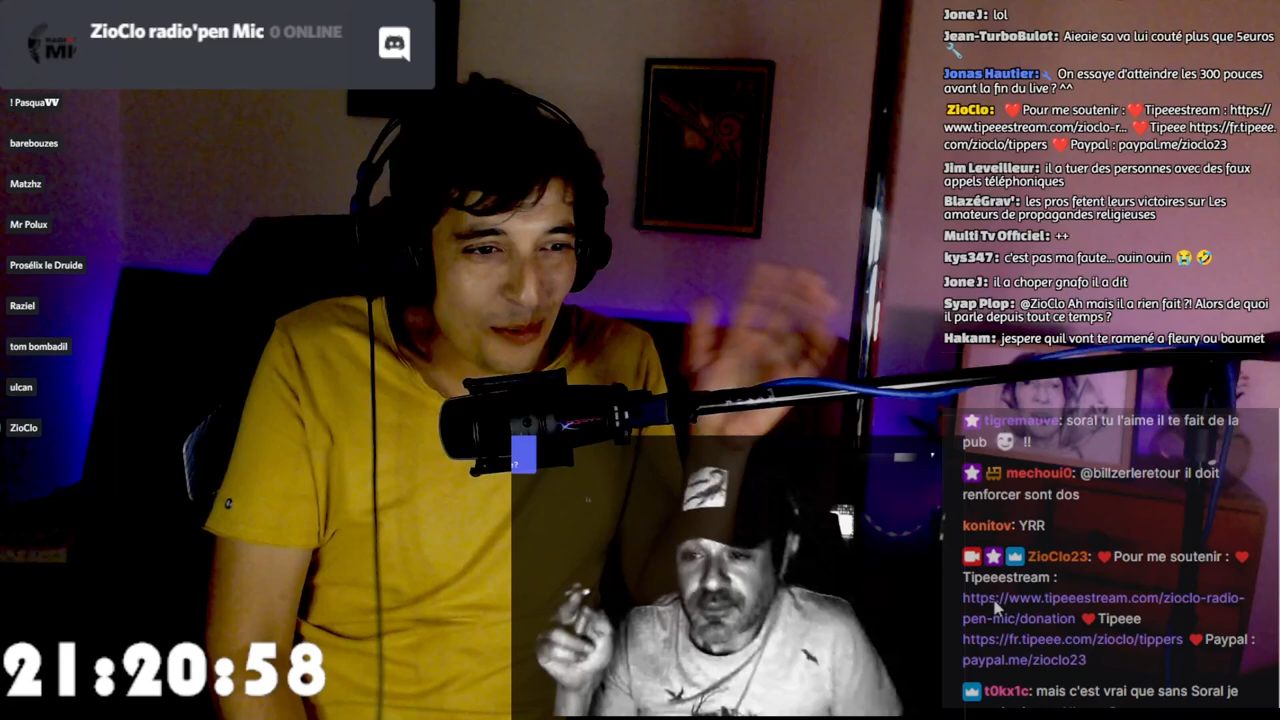 ZioClo radio'pen Mic 0 ONLINE
MI
! PasquaVV
barebouzes
Matzhz
Mr Polux
Prosélix le Druide
Raziel
tom bombadil
ulcan
ZioClo
21:20:58
Jone J: lol
Jean-TurboBulot: Aieaie sa va lui couté plus que 5euros
🔧
Jonas Hautier:🔧 On essaye d'atteindre les 300 pouces
avant la fin du live ? ^^
ZioClo: ❤️Pour me soutenir :❤️Tipeeestream : https://
www.tipeeestream.com/zioclo-r... ❤️Tipeee https://fr.tipeee.
com/zioclo/tippers ❤️Paypal : paypal.me/zioclo23
Jim Leveilleur: il a tuer des personnes avec des faux
appels téléphoniques
BlazéGrav': les pros fetent leurs victoires sur Les
amateurs de propagandes religieuses
Multi Tv Officiel: ++
kys347: c'est pas ma faute... ouin ouin 😭🤣
Jone J: il a choper gnafo il a dit
Syap Plop: @ZioClo Ah mais il a rien fait ?! Alors de quoi
il parle depuis tout ce temps ?
Hakam: jespere quil vont te ramené a fleury ou baumet
tigremauve: soral tu l'aime il te fait de la
pub !!
mechoui0: @billzerleretour il doit
renforcer sont dos
konitov: YRR
ZioClo23: ❤️Pour me soutenir : ❤️
Tipeeestream :
https://www.tipeeestream.com/zioclo-radio-
pen-mic/donation ❤️Tipeee
https://fr.tipeee.com/zioclo/tippers ❤️Paypal :
paypal.me/zioclo23
t0kx1c: mais c'est vrai que sans Soral je